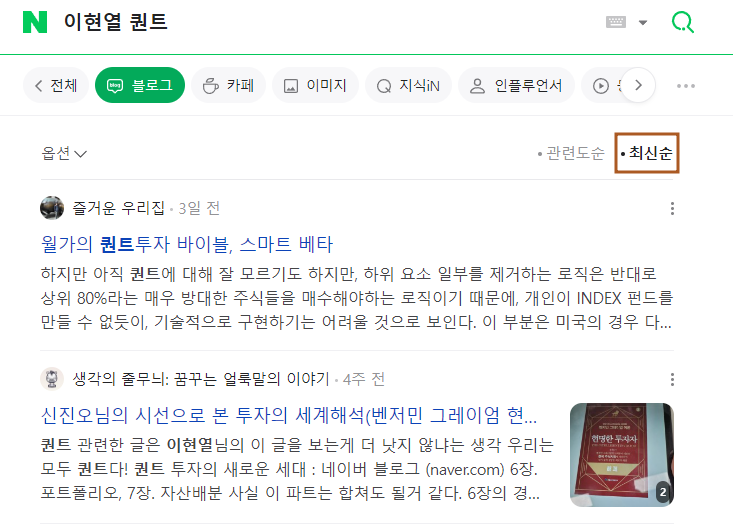 N 이현열 퀀트
전체 블로그 카페 이미지 지식iN 인플루언서
옵션 • 관련도순 • 최신순
즐거운 우리집 · 3일 전
월가의 퀀트투자 바이블, 스마트 베타
하지만 아직 퀀트에 대해 잘 모르기도 하지만, 하위 요소 일부를 제거하는 로직은 반대로
상위 80%라는 매우 방대한 주식들을 매수해야하는 로직이기 때문에, 개인이 INDEX 펀드를
만들 수 없듯이, 기술적으로 구현하기는 어려울 것으로 보인다. 이 부분은 미국의 경우 다...
생각의 줄무늬: 꿈꾸는 얼룩말의 이야기 · 4주 전
신진오님의 시선으로 본 투자의 세계해석(벤저민 그레이엄 현...
퀀트 관련한 글은 이현열님의 이 글을 보는게 더 낫지 않냐는 생각 우리는
모두 퀀트다! 퀀트 투자의 새로운 세대 : 네이버 블로그 (naver.com) 6장.
포트폴리오, 7장. 자산배분 사실 이 파트는 합쳐도 될거 같다. 6장의 경...
현명한 투자자
2